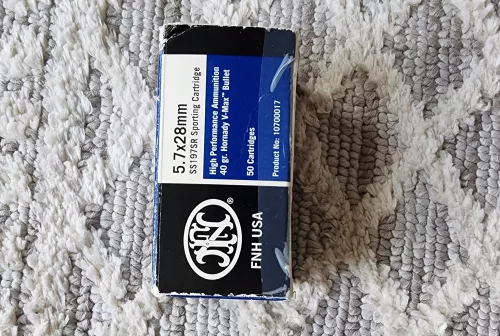 5.7x28mm
SS197SR Sporting Cartridge
High Performance Ammunition
40 gr. Hornady V-Max™ Bullet
50 Cartridges
Product No: 10700017
FN®
FNH USA